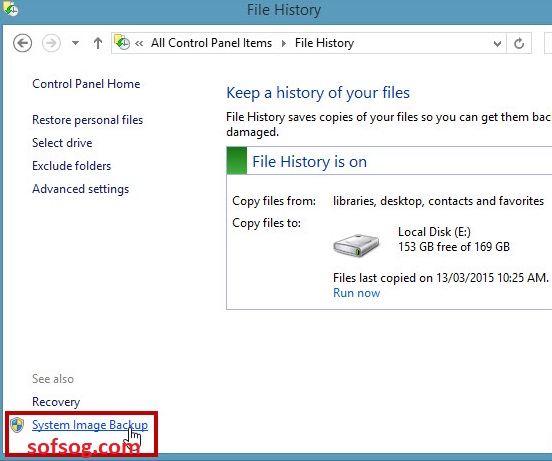 File History
« All Control Panel Items File History
Control Panel Home
Restore personal files
Select drive
Exclude folders
Advanced settings
Keep a history of your files
File History saves copies of your files so you can get them bac
damaged.
File History is on
Copy files from: libraries, desktop, contacts and favorites
Copy files to: Local Disk (E:)
153 GB free of 169 GB
Files last copied on 13/03/2015 10:25 AM.
Run now
See also
Recovery
System Image Backup
sofsog.com